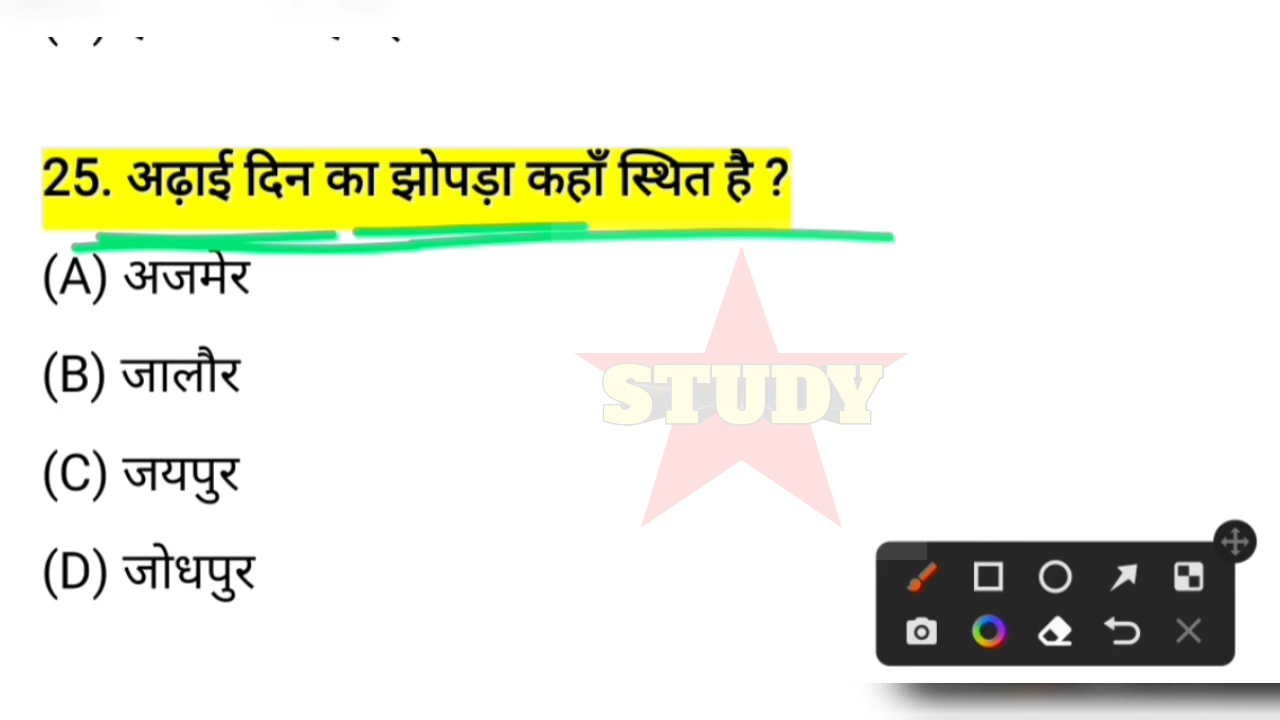 25. अढ़ाई दिन का झोपड़ा कहाँ स्थित है ?
(A) अजमेर
(B) जालौर
STUDY
(C) जयपुर
(D) जोधपुर